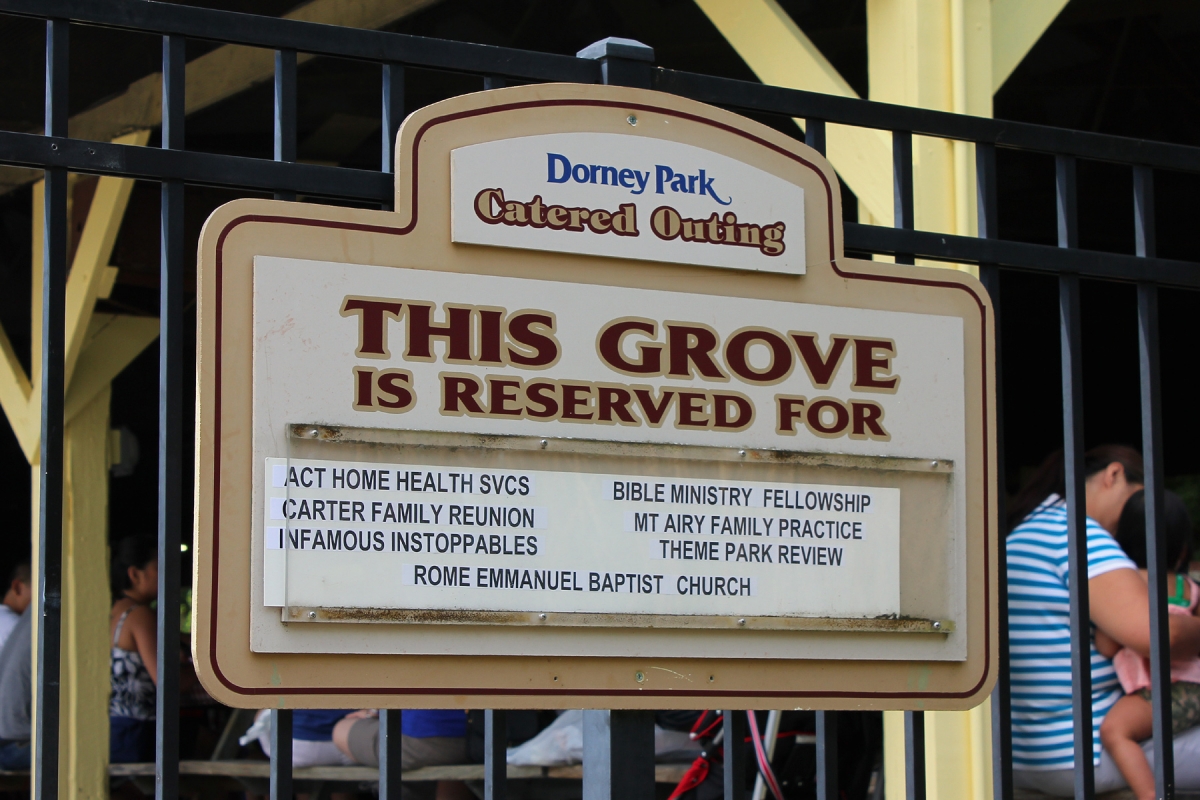 Dorney Park
Catered Outing
THIS GROVE
IS RESERVED FOR
ACT HOME HEALTH SVCS
CARTER FAMILY REUNION
INFAMOUS INSTOPPABLES
BIBLE MINISTRY FELLOWSHIP
MT AIRY FAMILY PRACTICE
THEME PARK REVIEW
ROME EMMANUEL BAPTIST CHURCH